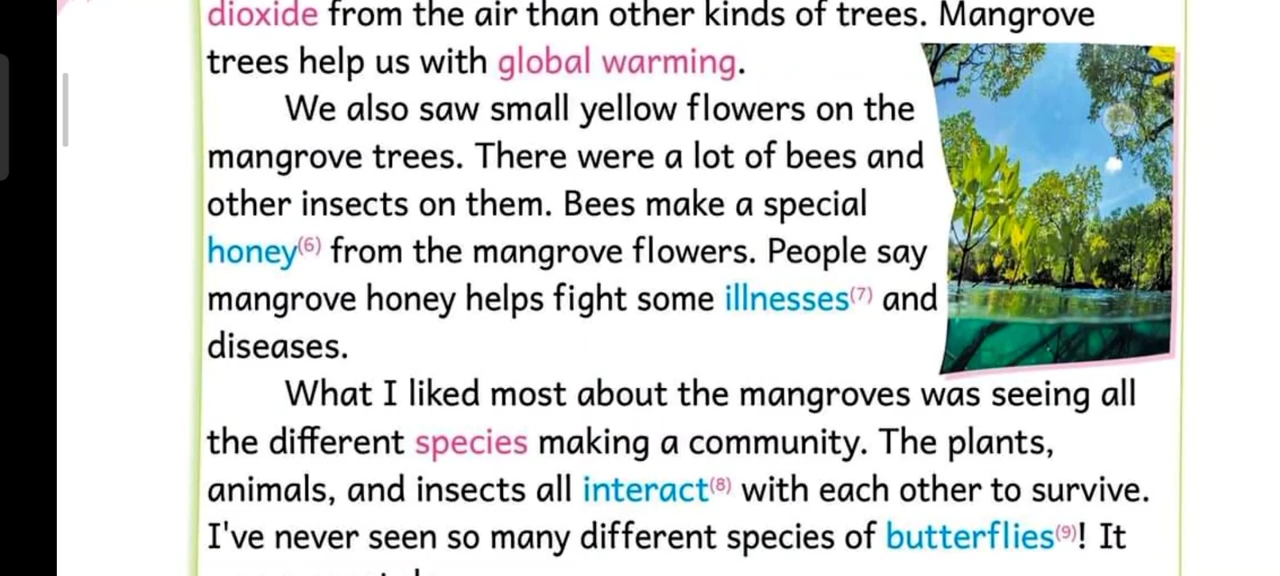 dioxide from the air than other kinds of trees. Mangrove
trees help us with global warming.
We also saw small yellow flowers on the
mangrove trees. There were a lot of bees and
other insects on them. Bees make a special
honey(6) from the mangrove flowers. People say
mangrove honey helps fight some illnesses(7) and
diseases.
What I liked most about the mangroves was seeing all
the different species making a community. The plants,
animals, and insects all interact(8) with each other to survive.
I've never seen so many different species of butterflies(9)! It